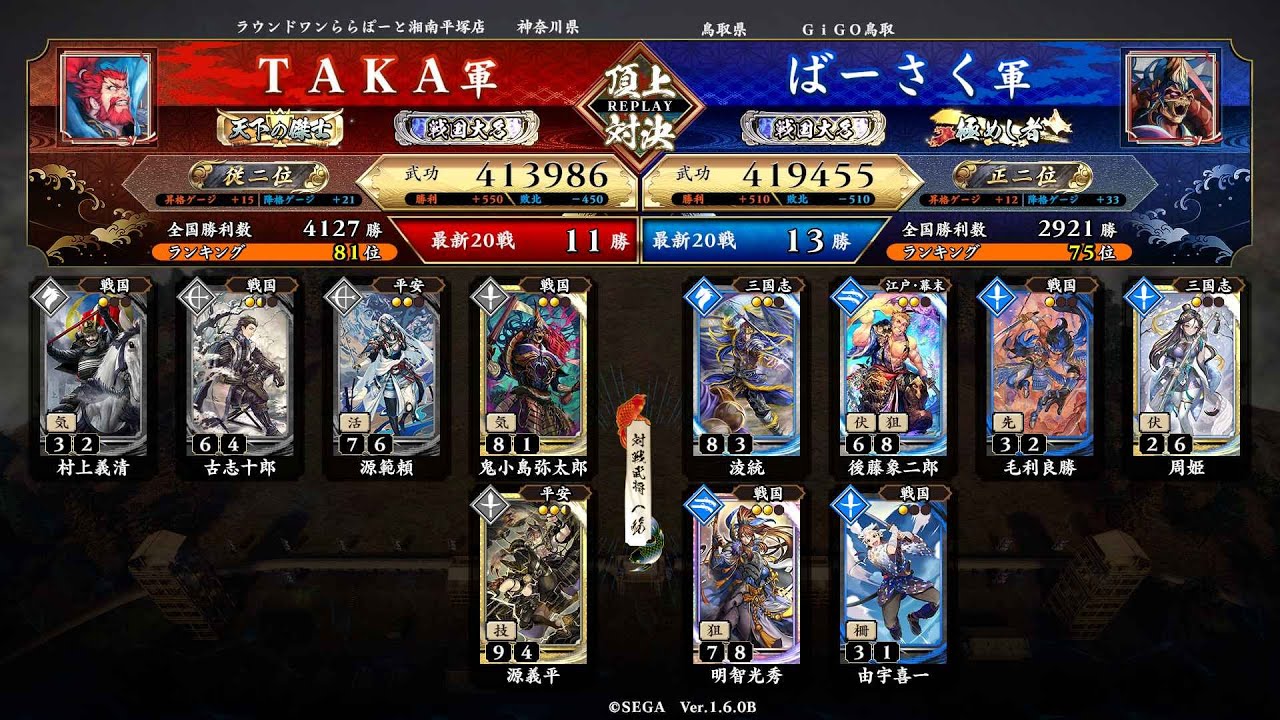 ラウンドワンららぽーと湘南平塚店 神奈川県
鳥取県 GiGO鳥取
TAKA軍
頂上
REPLAY
対決
ばーさく軍
天下の傑士
戦国大名
戦国大名
極めし者
従二位
武功 413986
武功 419455
正二位
昇格ゲージ +15 降格ゲージ +21
勝利 +550 敗北 -450
勝利 +510 敗北 -510
昇格ゲージ +12 降格ゲージ +33
全国勝利数 4127勝
ランキング 81位
最新20戦 11勝
最新20戦 13勝
全国勝利数 2921勝
ランキング 75位
戦国
気
3 2
村上義清
戦国
6 4
古志十郎
平安
活
7 6
源範頼
戦国
気
8 1
鬼小島弥太郎
対戦武将一覧
三国志
8 3
凌統
江戸・幕末
伏 狙
6 8
後藤象二郎
戦国
先
3 2
毛利良勝
三国志
伏
2 6
周姫
平安
技
9 4
源義平
戦国
狙
7 8
明智光秀
戦国
柵
3 1
由宇喜一
©SEGA Ver.1.6.0B